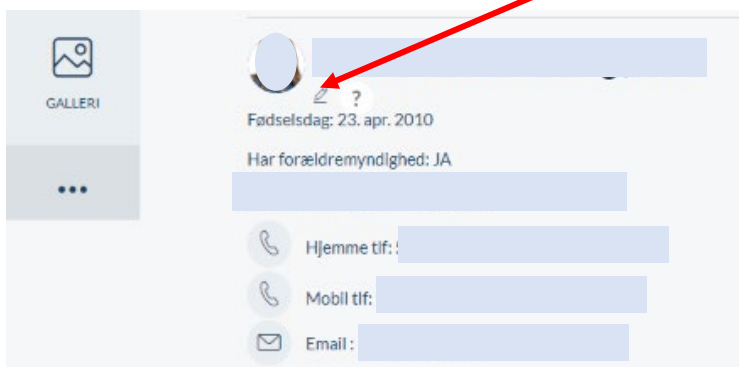 GALLERI
?
Fødselsdag: 23. apr. 2010
Har forældremyndighed: JA
Hjemme tlf:
Mobil tlf:
Email :